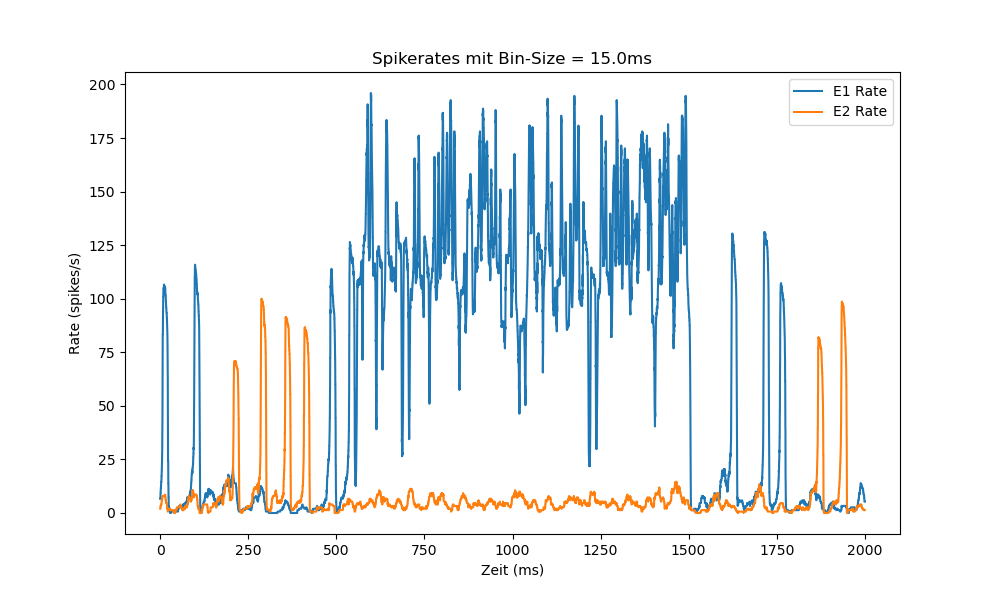 Spikerates mit Bin-Size = 15.0ms
E1 Rate
E2 Rate
Rate (spikes/s)
200
175
150
125
100
75
50
25
0
0 250 500 750 1000 1250 1500 1750 2000
Zeit (ms)